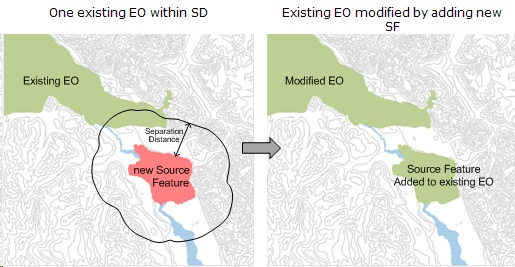 One existing EO within SD
Existing EO modified by adding new
SF
Existing EO
Separation
Distance
new Source
Feature
Modified EO
Source Feature
Added to existing EO